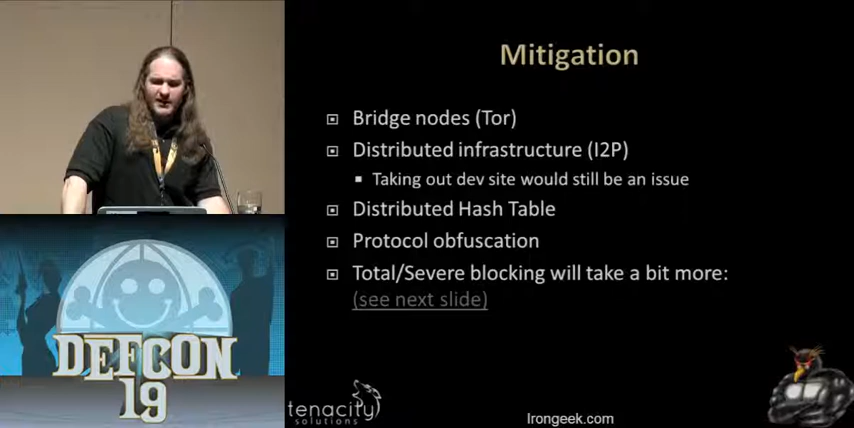 Mitigation
Bridge nodes (Tor)
Distributed infrastructure (I2P)
Taking out dev site would still be an issue
Distributed Hash Table
Protocol obfuscation
Total/Severe blocking will take a bit more:
(see next slide)
DEFCON
19
tenacity
solutions
Irongeek.com